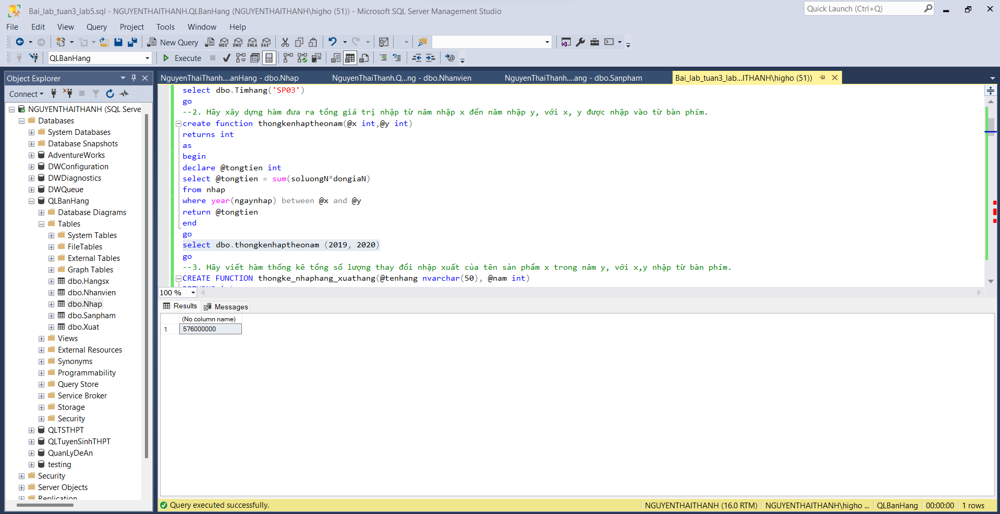 Bai_lab_tuan3_lab5.sql - NGUYENTHAITHANH.QLBanHang (NGUYENTHAITHANH\higho (51)) - Microsoft SQL Server Management Studio
Quick Launch (Ctrl+Q)
File Edit View Query Project Tools Window Help
New Query MDX DMX XMLA DAX
QLBanHang Execute
Object Explorer
Connect
NGUYENTHAITHANH (SQL Serve
Databases
System Databases
Database Snapshots
AdventureWorks
DWConfiguration
DWDiagnostics
DWQueue
QLBanHang
Database Diagrams
Tables
System Tables
FileTables
External Tables
Graph Tables
dbo.Hangsx
dbo.Nhanvien
dbo.Nhap
dbo.Sanpham
dbo.Xuat
Views
External Resources
Synonyms
Programmability
Query Store
Service Broker
Storage
Security
QLTSTHPT
QLTuyenSinhTHPT
QuanLyDeAn
testing
Security
Server Objects
Replication
NguyenThaiThanh....anHang - dbo.Nhap
NguyenThaiThanh.Q...ng - dbo.Nhanvien
NguyenThaiThanh....ang - dbo.Sanpham
Bai_lab_tuan3_lab...ITHANH\higho (51))
select dbo.Timhang('SP03')
go
--2. Hãy xây dựng hàm đưa ra tổng giá trị nhập từ năm nhập x đến năm nhập y, với x, y được nhập vào từ bàn phím.
create function thongkenhaptheonam(@x int,@y int)
returns int
as
begin
declare @tongtien int
select @tongtien = sum(soluongN*dongiaN)
from nhap
where year(ngaynhap) between @x and @y
return @tongtien
end
go
select dbo.thongkenhaptheonam (2019, 2020)
go
--3. Hãy viết hàm thống kê tổng số lượng thay đổi nhập xuất của tên sản phẩm x trong năm y, với x,y nhập từ bàn phím.
CREATE FUNCTION thongke_nhaphang_xuathang(@tenhang nvarchar(50), @nam int)
100 %
Results Messages
(No column name)
1 576000000
Query executed successfully.
NGUYENTHAITHANH (16.0 RTM) NGUYENTHAITHANH\higho ... QLBanHang 00:00:00 1 rows